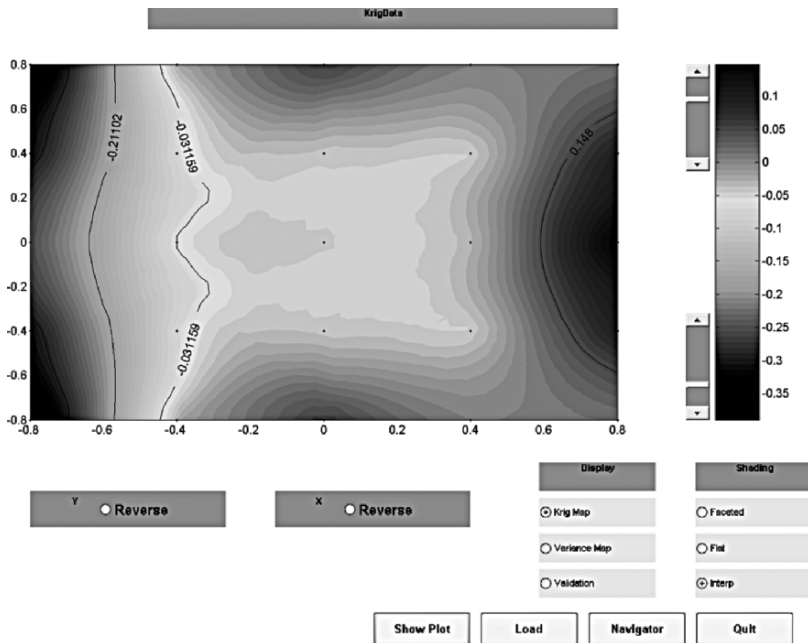 KrigData
0.8
0.6
0.4
0.2
0
-0.2
-0.4
-0.6
-0.8
-0.8
-0.6
-0.4
-0.2
0
0.2
0.4
0.6
0.8
-0.21102
-0.031159
-0.031159
0.148
0.1
0.05
0
-0.05
-0.1
-0.15
-0.2
-0.25
-0.3
-0.35
Y Reverse
X Reverse
Display
Krig Map
Variance Map
Validation
Shading
Faceted
Flat
Interp
Show Plot
Load
Navigator
Quit